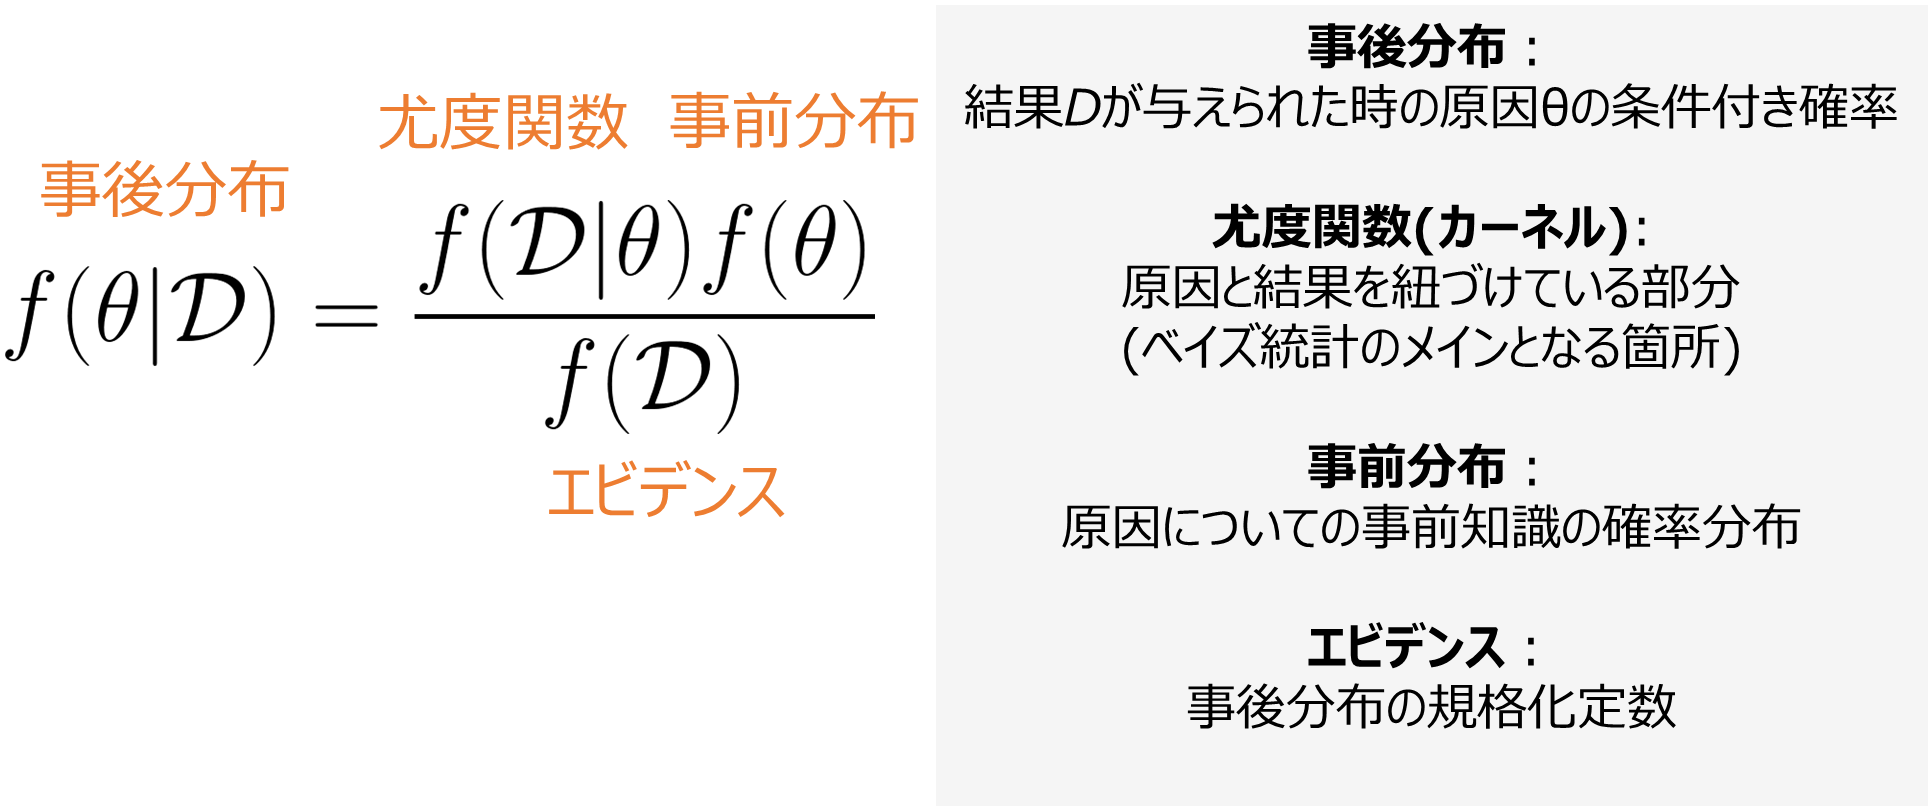 尤度関数 事前分布
事後分布
f(θ|𝒟) = f(𝒟|θ)f(θ) / f(𝒟)
エビデンス
事後分布：
結果Dが与えられた時の原因θの条件付き確率
尤度関数(カーネル):
原因と結果を紐づけている部分
(ベイズ統計のメインとなる箇所)
事前分布：
原因についての事前知識の確率分布
エビデンス：
事後分布の規格化定数